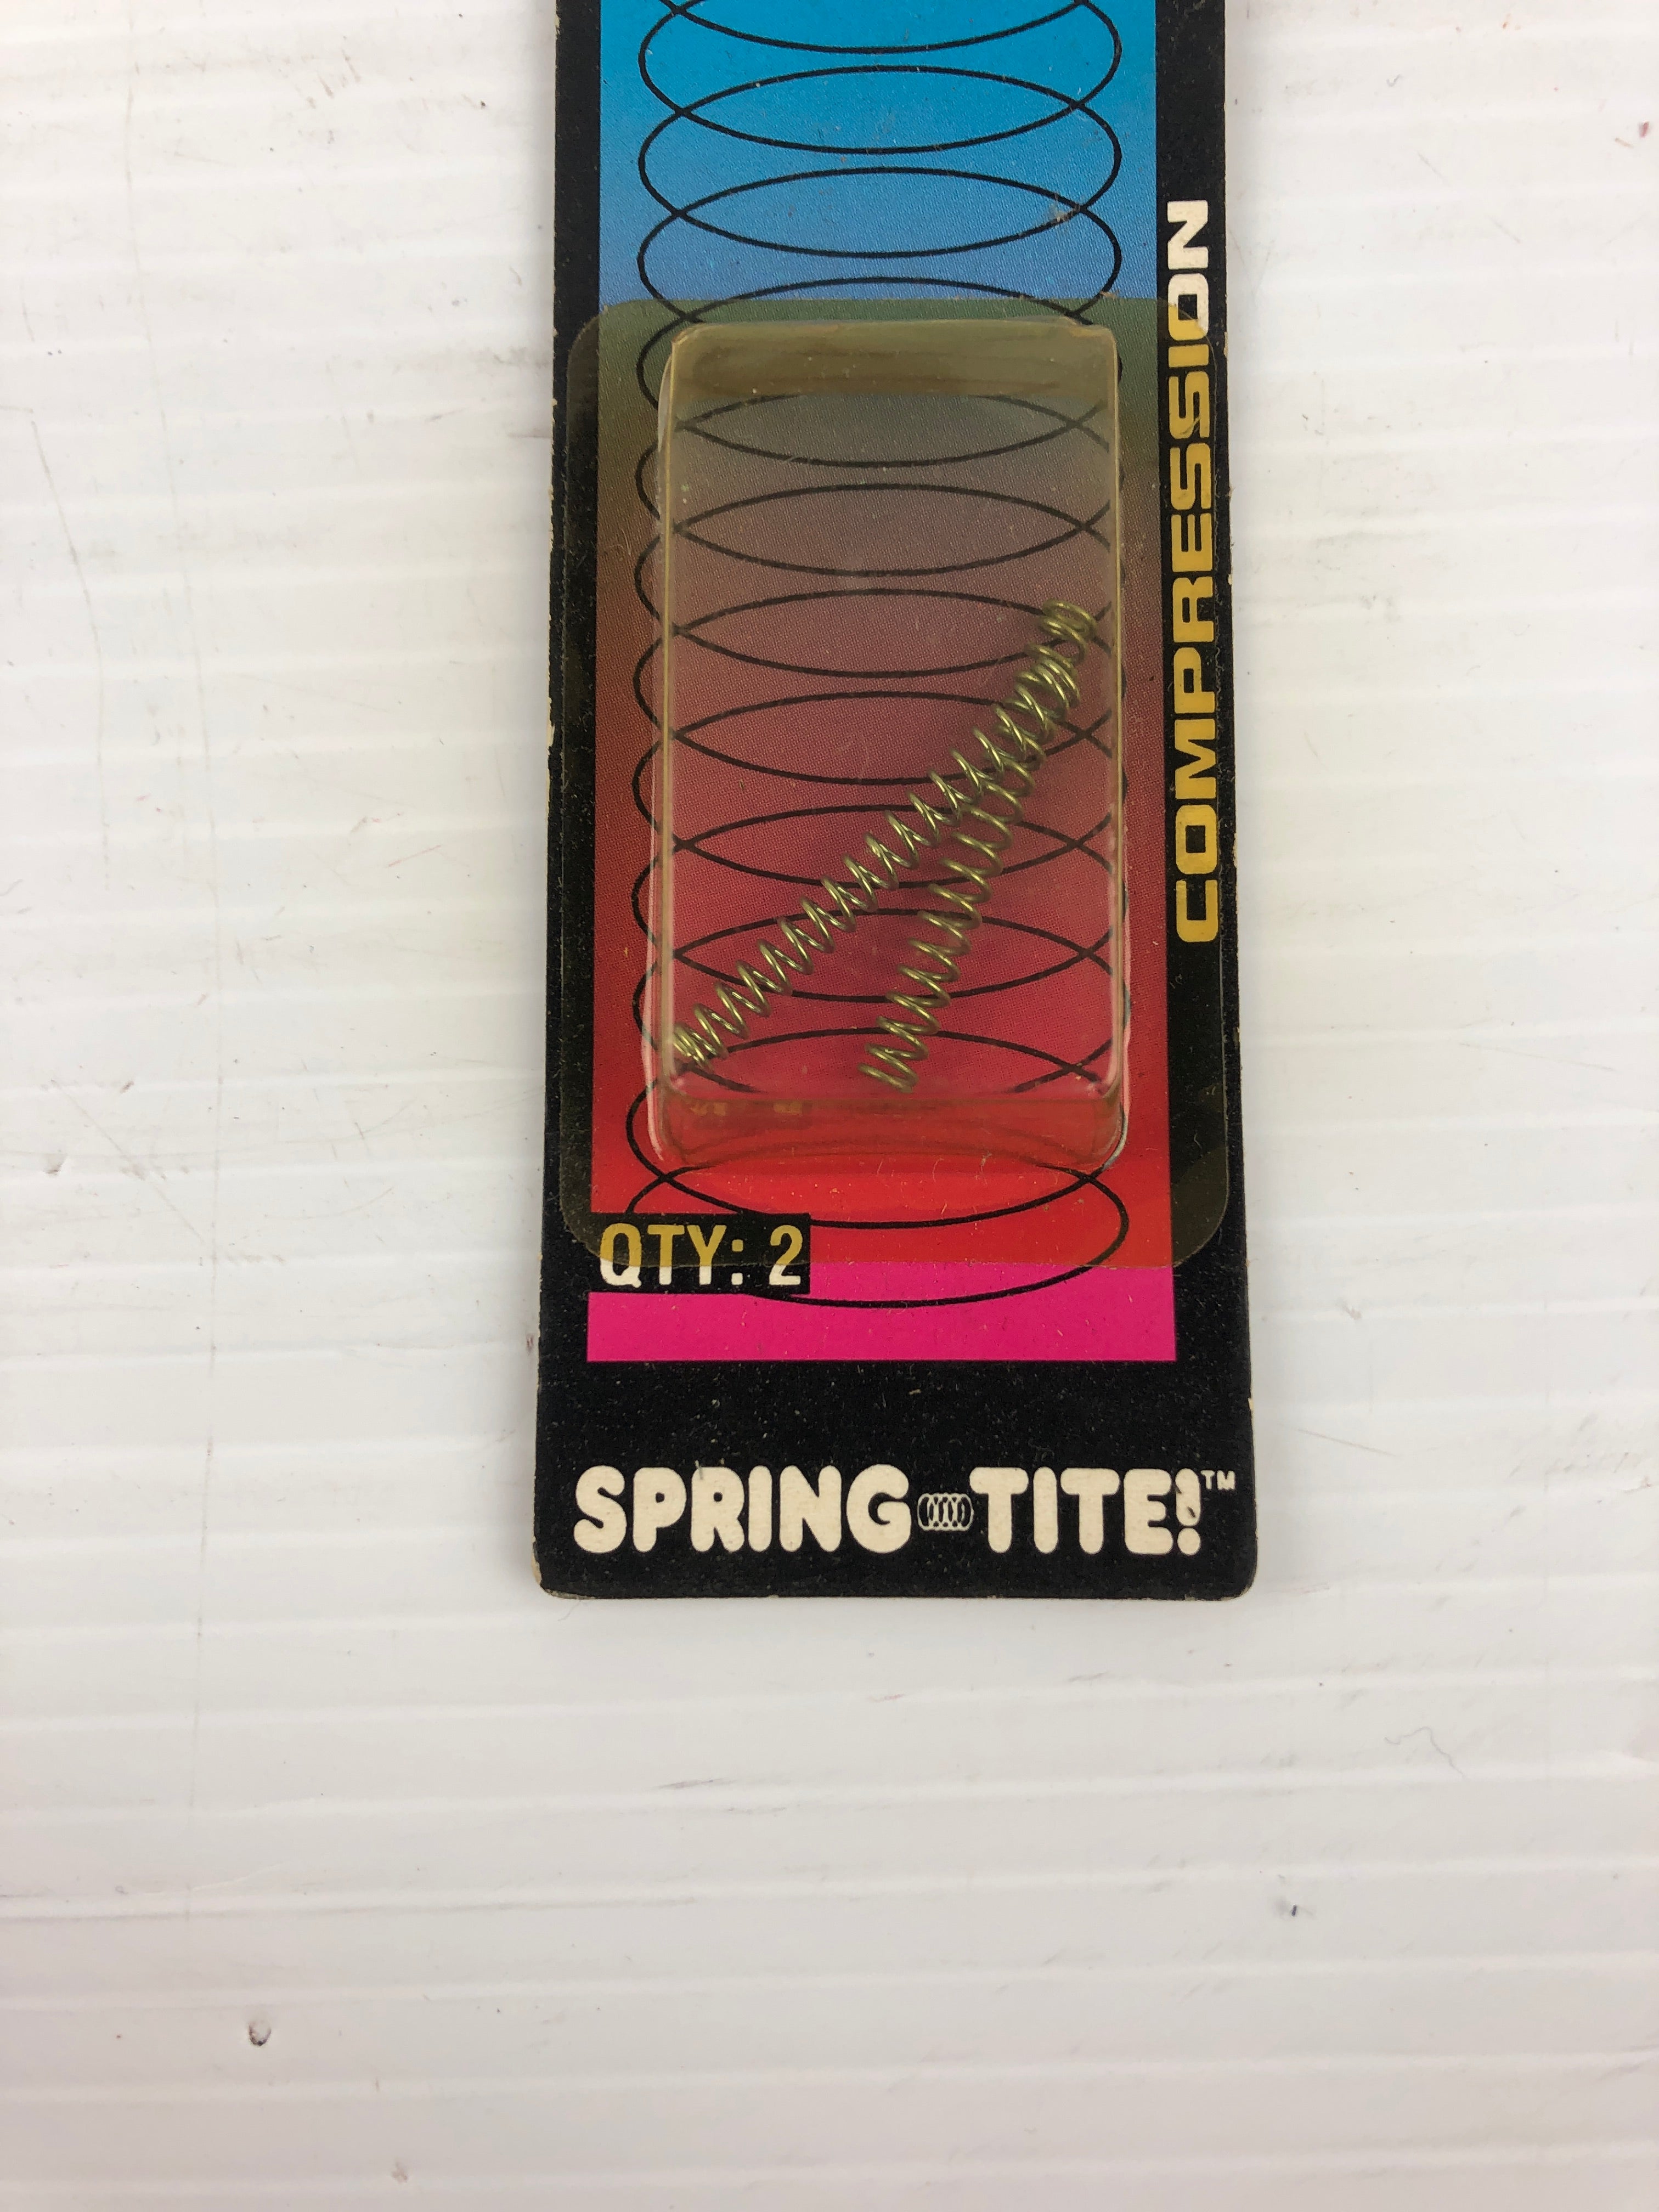 COMPRESSION
QTY: 2
SPRING TITE!™